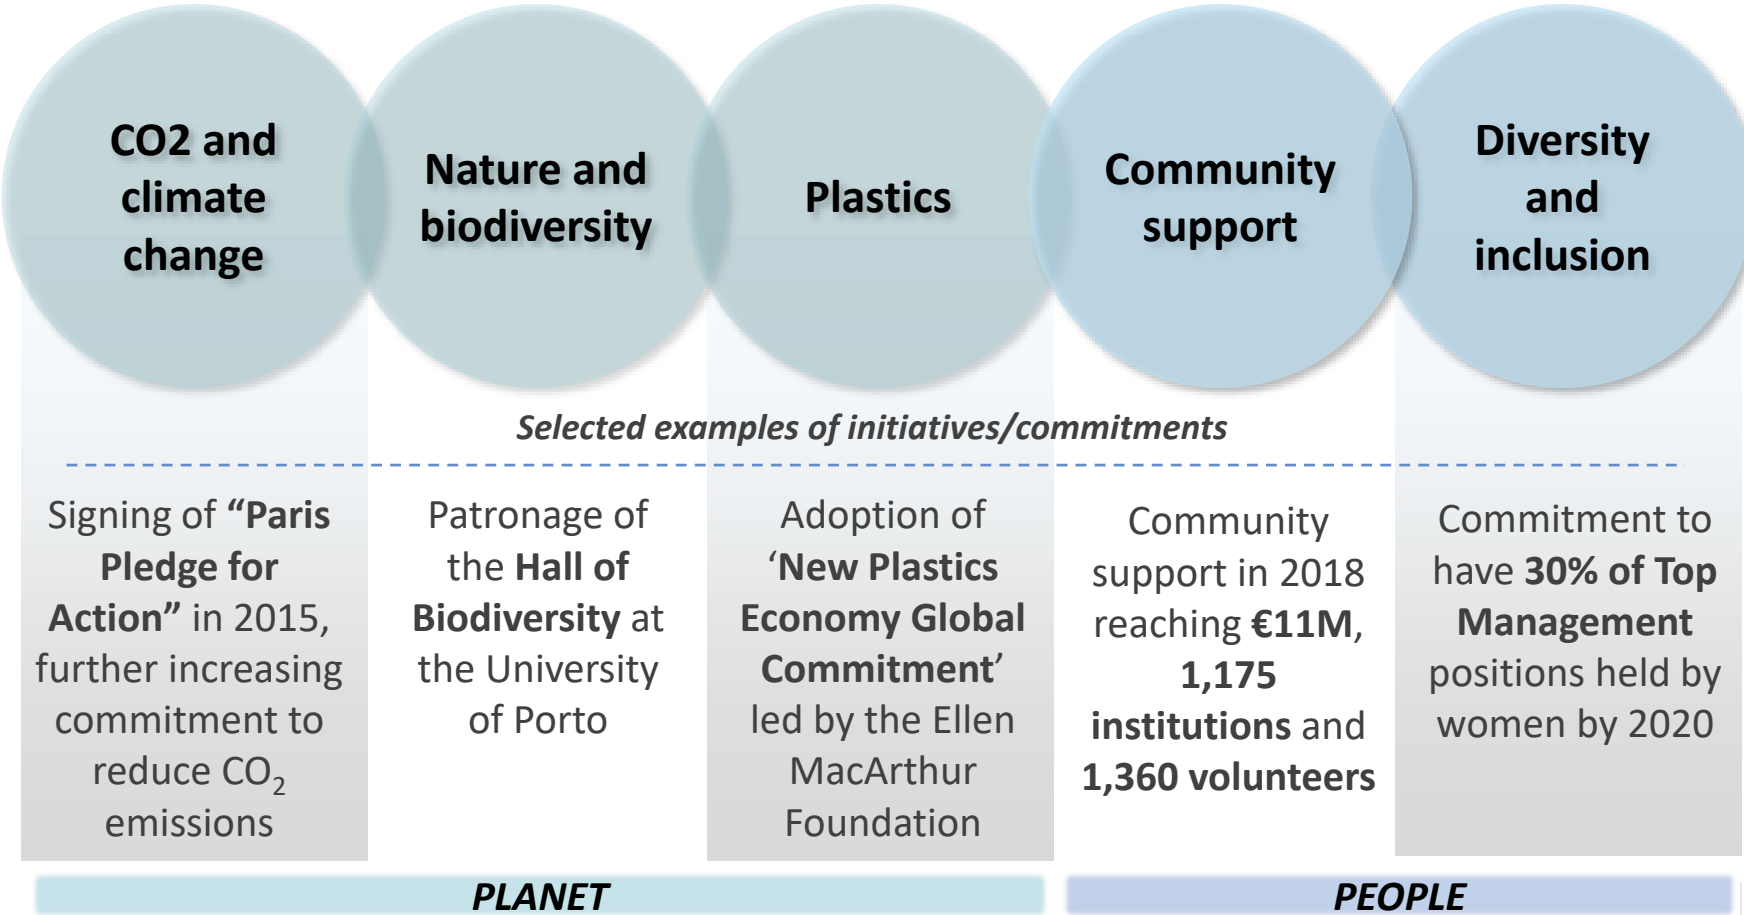 CO2 and
climate
change
Nature and
biodiversity
Plastics
Community
support
Diversity
and
inclusion
Selected examples of initiatives/commitments
Signing of “Paris
Pledge for
Action” in 2015,
further increasing
commitment to
reduce CO₂
emissions
Patronage of
the Hall of
Biodiversity at
the University
of Porto
Adoption of
‘New Plastics
Economy Global
Commitment’
led by the Ellen
MacArthur
Foundation
Community
support in 2018
reaching €11M,
1,175
institutions and
1,360 volunteers
Commitment to
have 30% of Top
Management
positions held by
women by 2020
PLANET
PEOPLE